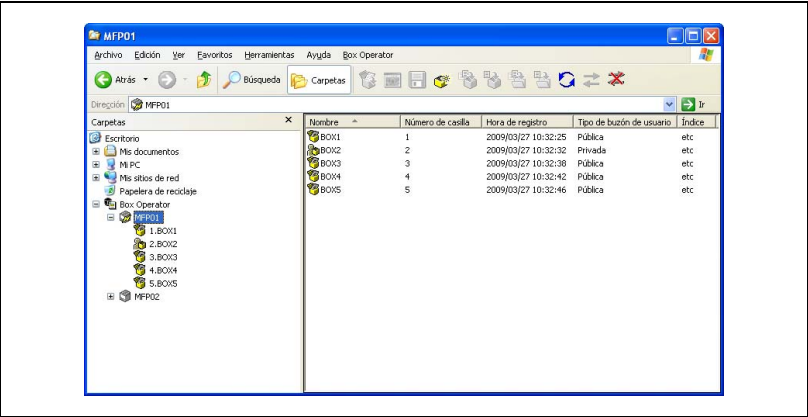 MFP01
Archivo Edición Ver Favoritos Herramientas Ayuda Box Operator
Atrás Búsqueda Carpetas
Dirección MFP01 Ir
Carpetas
Escritorio
Mis documentos
Mi PC
Mis sitios de red
Papelera de reciclaje
Box Operator
MFP01
1.BOX1
2.BOX2
3.BOX3
4.BOX4
5.BOX5
MFP02
Nombre Número de casilla Hora de registro Tipo de buzón de usuario Índice
BOX1 1 2009/03/27 10:32:25 Pública etc
BOX2 2 2009/03/27 10:32:32 Privada etc
BOX3 3 2009/03/27 10:32:38 Pública etc
BOX4 4 2009/03/27 10:32:42 Pública etc
BOX5 5 2009/03/27 10:32:46 Pública etc